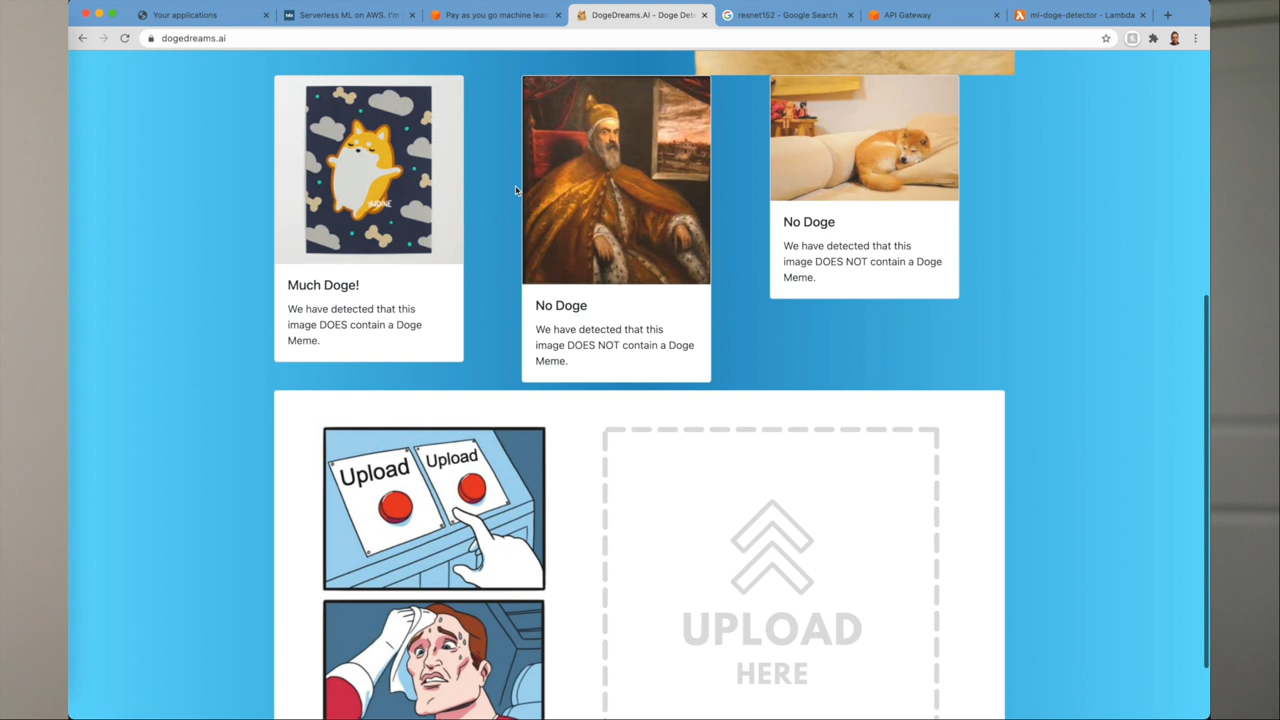 Your applications
Serverless ML on AWS. I'm
Pay as you go machine lear
DogeDreams.AI - Doge Det
resnet152 - Google Search
API Gateway
ml-doge-detector - Lambda
dogedreams.ai
Much Doge!
We have detected that this
image DOES contain a Doge
Meme.
No Doge
We have detected that this
image DOES NOT contain a Doge
Meme.
No Doge
We have detected that this
image DOES NOT contain a Doge
Meme.
Upload
Upload
UPLOAD
HERE